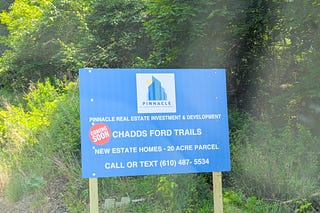 PINNACLE
PINNACLE REAL ESTATE INVESTMENT & DEVELOPMENT
COMING SOON
CHADDS FORD TRAILS
NEW ESTATE HOMES - 20 ACRE PARCEL
CALL OR TEXT (610) 487- 5534